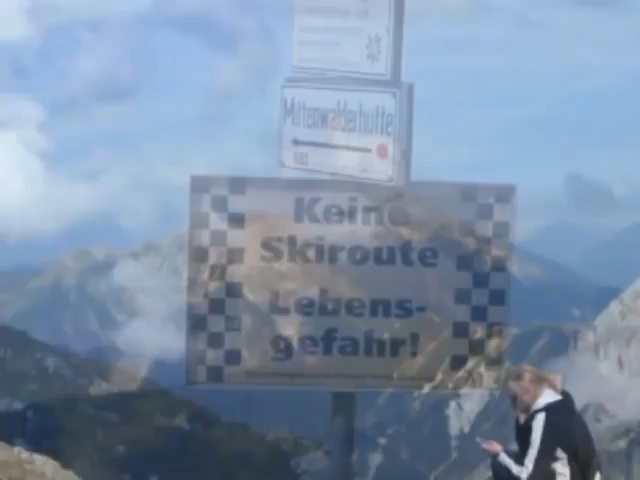 Mittenwalderhütte
Keine
Skiroute
Lebens-
gefahr!